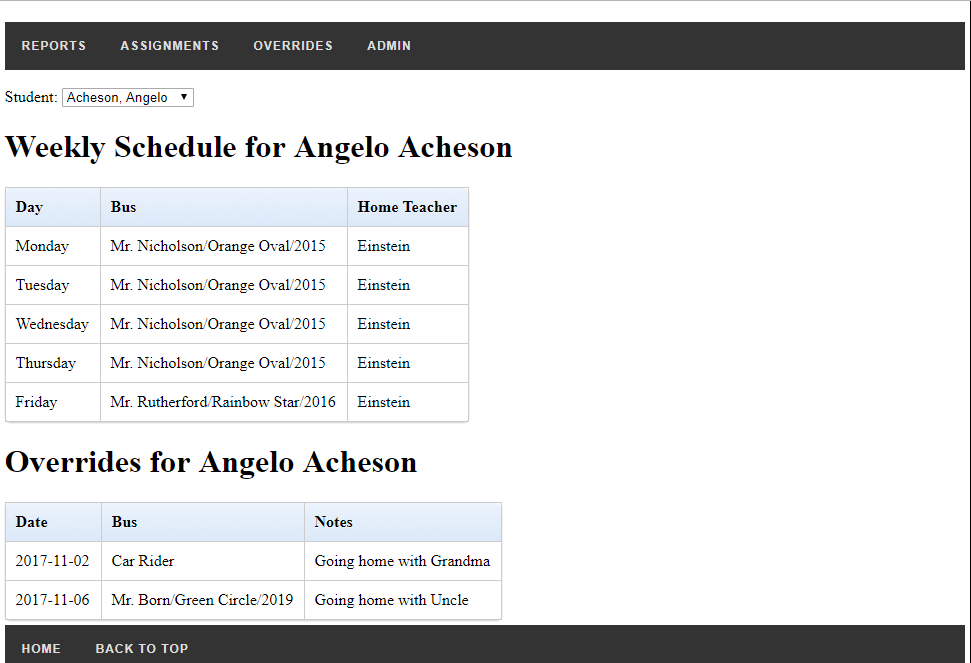 REPORTS ASSIGNMENTS OVERRIDES ADMIN
Student: Acheson, Angelo
Weekly Schedule for Angelo Acheson
Day Bus Home Teacher
Monday Mr. Nicholson/Orange Oval/2015 Einstein
Tuesday Mr. Nicholson/Orange Oval/2015 Einstein
Wednesday Mr. Nicholson/Orange Oval/2015 Einstein
Thursday Mr. Nicholson/Orange Oval/2015 Einstein
Friday Mr. Rutherford/Rainbow Star/2016 Einstein
Overrides for Angelo Acheson
Date Bus Notes
2017-11-02 Car Rider Going home with Grandma
2017-11-06 Mr. Born/Green Circle/2019 Going home with Uncle
HOME BACK TO TOP